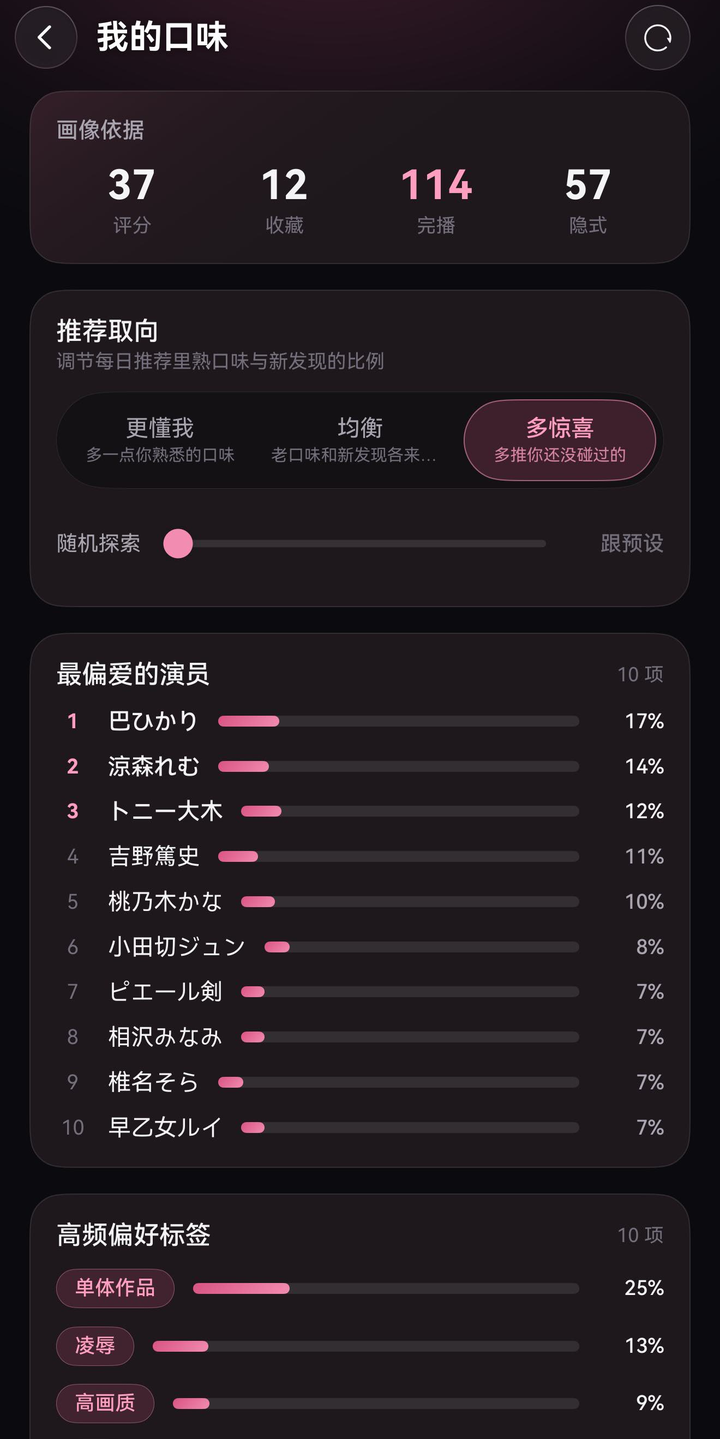 我的口味
画像依据
37 12 114 57
评分 收藏 完播 隐式
推荐取向
调节每日推荐里熟口味与新发现的比例
更懂我 均衡 多惊喜
多一点你熟悉的口味 老口味和新发现各来... 多推你还没碰过的
随机探索 跟预设
最偏爱的演员 10 项
1 巴ひかり 17%
2 涼森れむ 14%
3 トニー大木 12%
4 吉野篤史 11%
5 桃乃木かな 10%
6 小田切ジュン 8%
7 ピエール剣 7%
8 相沢みなみ 7%
9 椎名そら 7%
10 早乙女ルイ 7%
高频偏好标签 10 项
单体作品 25%
凌辱 13%
高画质 9%